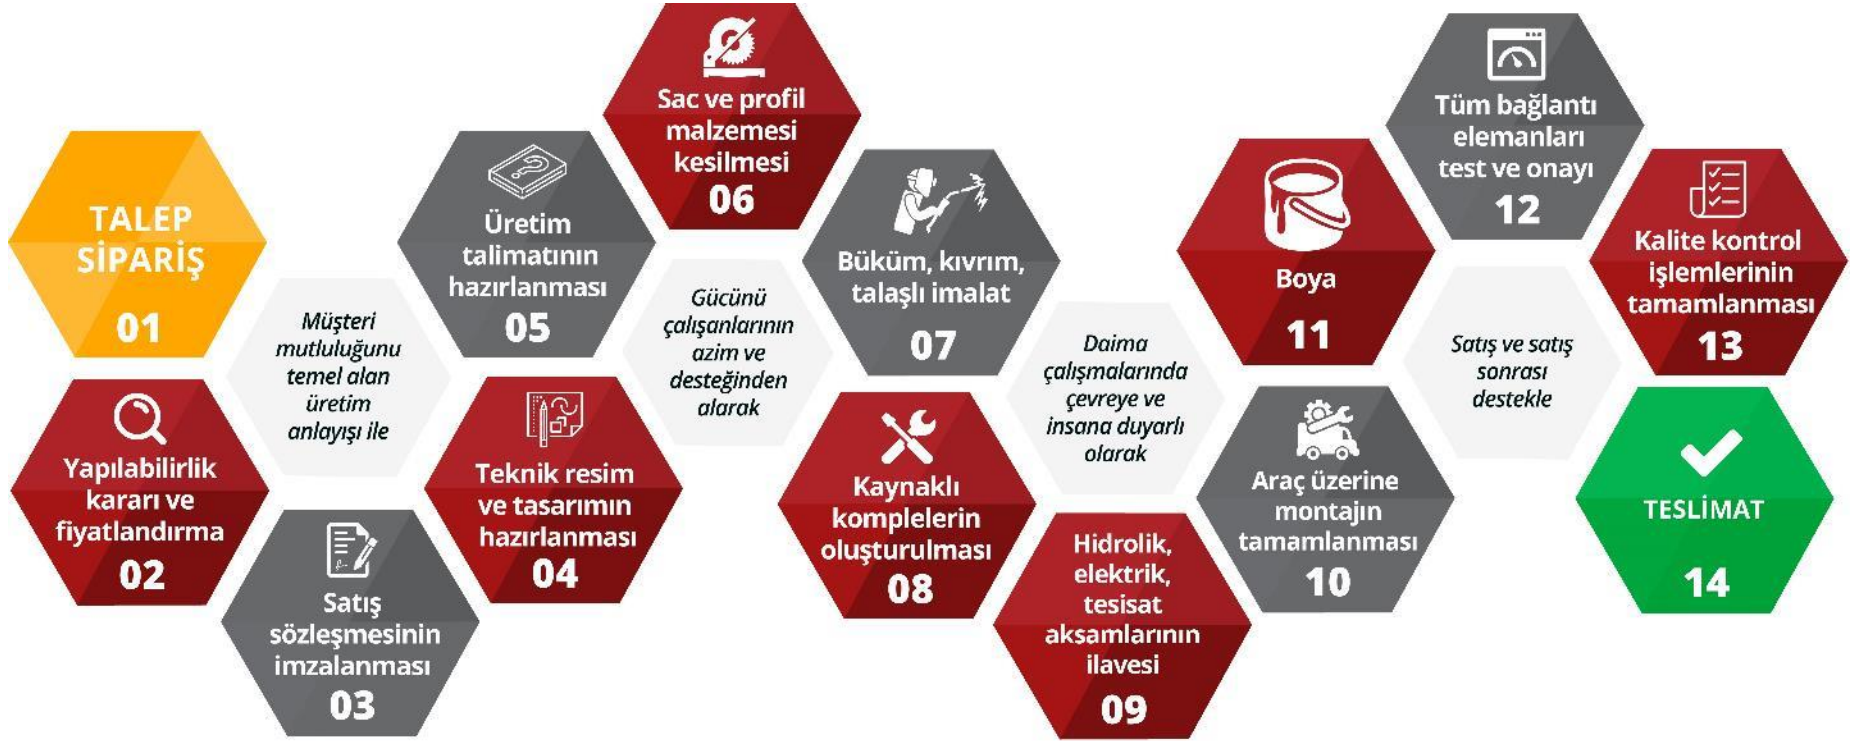 TALEP
SİPARİŞ
01
Yapılabilirlik
kararı ve
fiyatlandırma
02
Müşteri
mutluluğunu
temel alan
üretim
anlayışı ile
Satış
sözleşmesinin
imzalanması
03
Teknik resim
ve tasarımın
hazırlanması
04
Üretim
talimatının
hazırlanması
05
Sac ve profil
malzemesi
kesilmesi
06
Gücünü
çalışanlarının
azim ve
desteğinden
alarak
Büküm, kıvrım,
talaşlı imalat
07
Kaynaklı
komplelerin
oluşturulması
08
Daima
çalışmalarında
çevreye ve
insana duyarlı
olarak
Hidrolik,
elektrik,
tesisat
aksamlarının
ilavesi
09
Araç üzerine
montajın
tamamlanması
10
Boya
11
Tüm bağlantı
elemanları
test ve onayı
12
Satış ve satış
sonrası
destekle
Kalite kontrol
işlemlerinin
tamamlanması
13
TESLİMAT
14